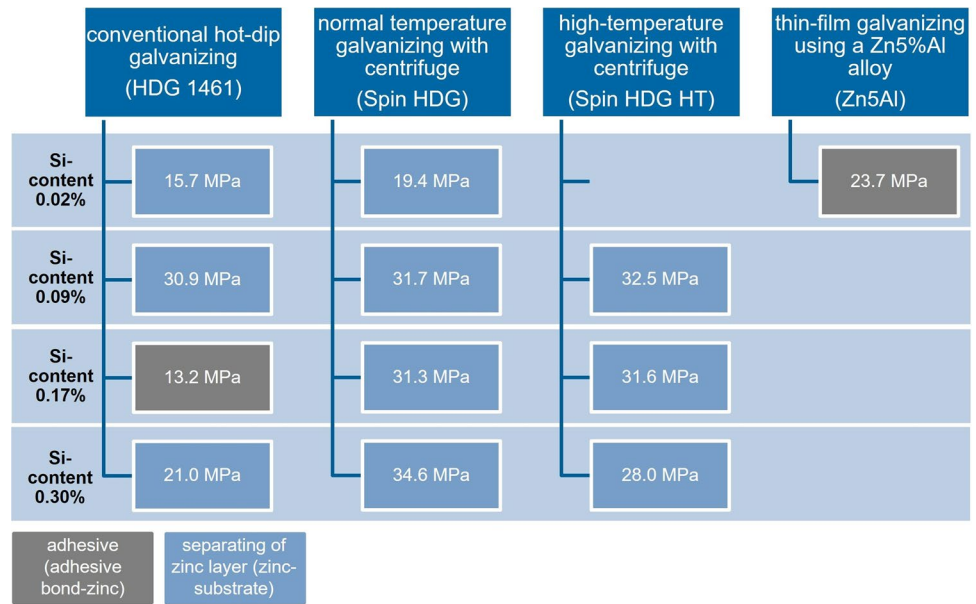 conventional hot-dip
galvanizing
(HDG 1461)
normal temperature
galvanizing with
centrifuge
(Spin HDG)
high-temperature
galvanizing with
centrifuge
(Spin HDG HT)
thin-film galvanizing
using a Zn5%Al
alloy
(Zn5Al)
Si-
content
0.02%
15.7 MPa
19.4 MPa
23.7 MPa
Si-
content
0.09%
30.9 MPa
31.7 MPa
32.5 MPa
Si-
content
0.17%
13.2 MPa
31.3 MPa
31.6 MPa
Si-
content
0.30%
21.0 MPa
34.6 MPa
28.0 MPa
adhesive
(adhesive
bond-zinc)
separating of
zinc layer (zinc-
substrate)